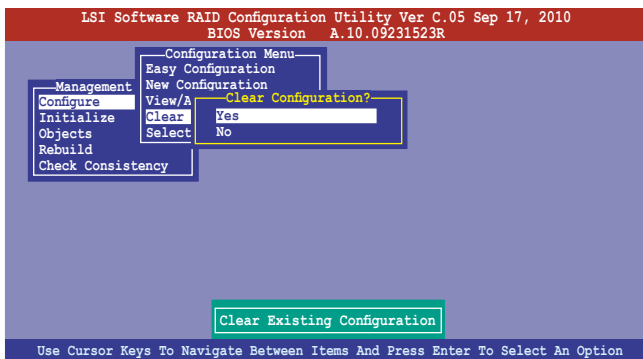 LSI Software RAID Configuration Utility Ver C.05 Sep 17, 2010
BIOS Version A.10.09231523R
Configuration Menu
Easy Configuration
New Configuration
View/A
Clear
Select
Management
Configure
Initialize
Objects
Rebuild
Check Consistency
Clear Configuration?
Yes
No
Clear Existing Configuration
Use Cursor Keys To Navigate Between Items And Press Enter To Select An Option